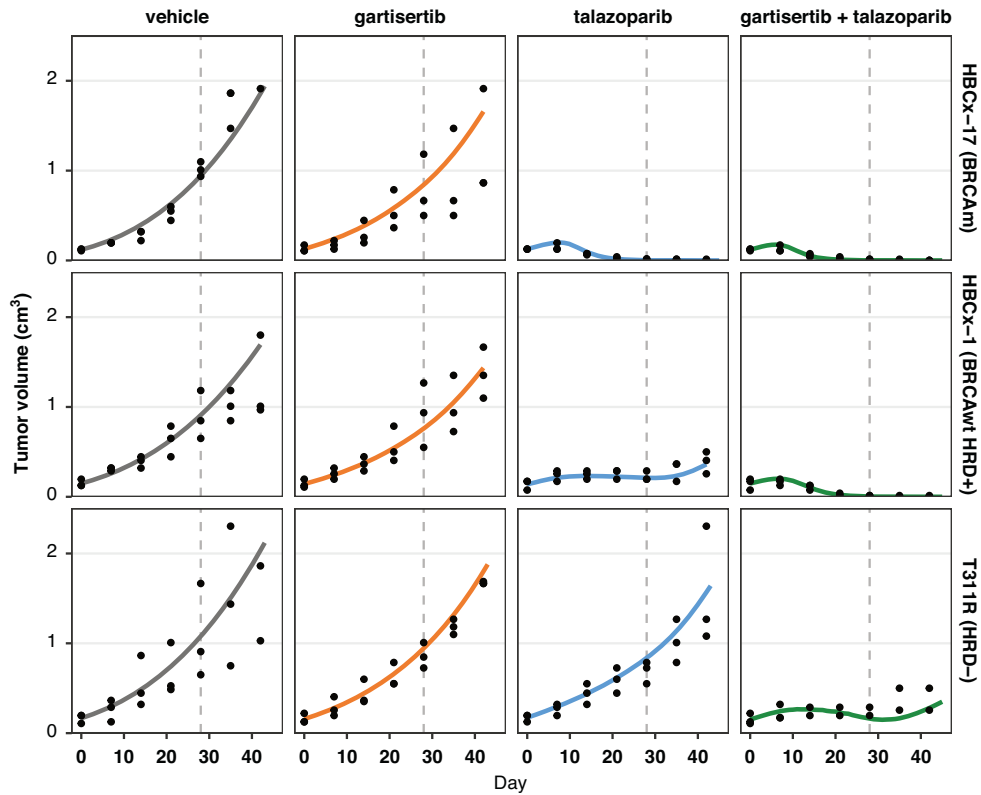 vehicle
gartisertib
talazoparib
gartisertib + talazoparib
Tumor volume (cm³)
2
1
0
HBCx−17 (BRCAm)
2
1
0
HBCx−1 (BRCAwt HRD+)
2
1
0
T311R (HRD−)
0 10 20 30 40
0 10 20 30 40
0 10 20 30 40
0 10 20 30 40
Day